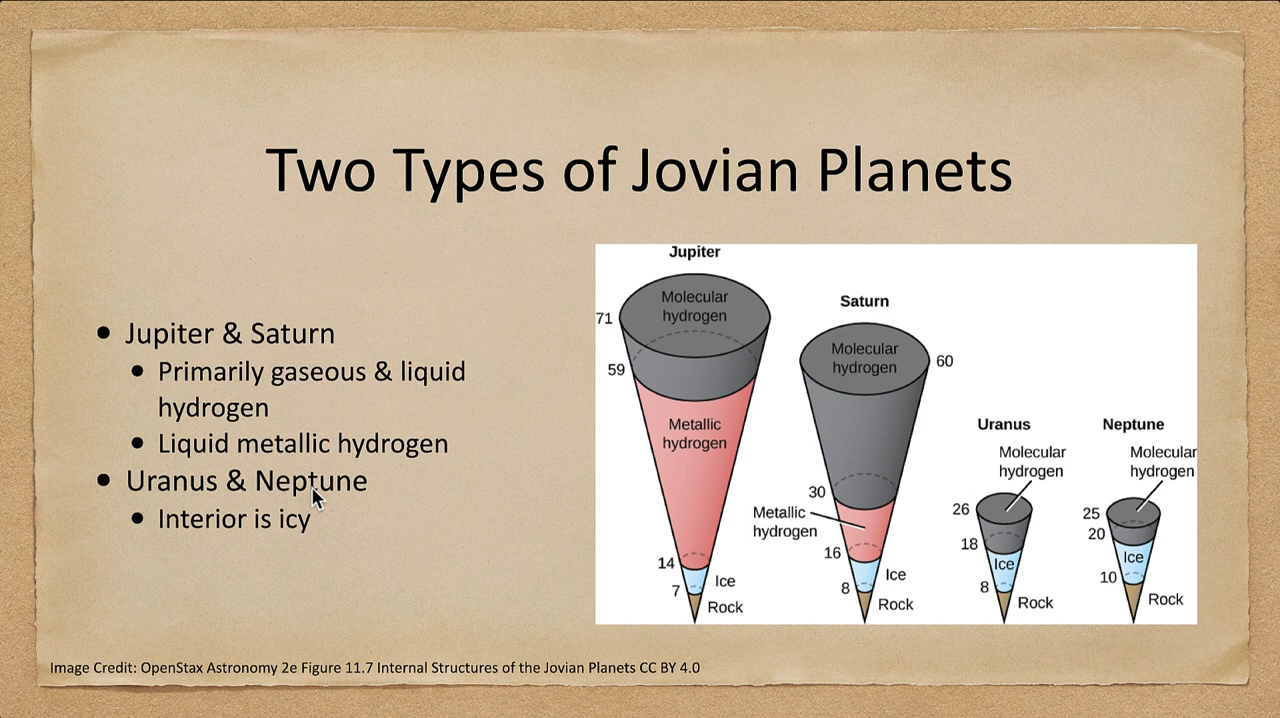 Two Types of Jovian Planets
• Jupiter & Saturn
• Primarily gaseous & liquid
hydrogen
• Liquid metallic hydrogen
• Uranus & Neptune
• Interior is icy
Jupiter
Molecular
hydrogen
71
59
Metallic
hydrogen
14
7
Ice
Rock
Saturn
Molecular
hydrogen
60
30
Metallic
hydrogen
16
8
Ice
Rock
Uranus
Molecular
hydrogen
26
18
Ice
8
Rock
Neptune
Molecular
hydrogen
25
20
Ice
10
Rock
Image Credit: OpenStax Astronomy 2e Figure 11.7 Internal Structures of the Jovian Planets CC BY 4.0